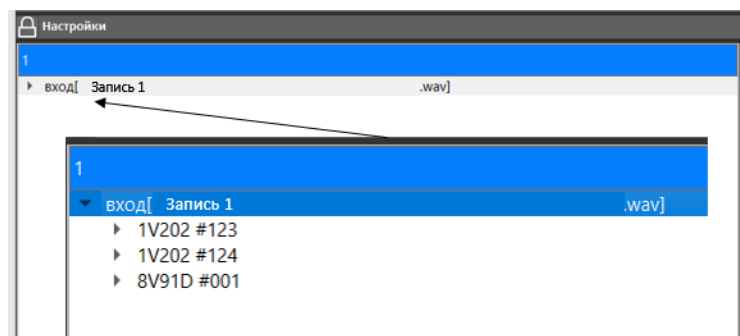 Настройки
1
вход[ Запись 1 .wav]
1
вход[ Запись 1 .wav]
1V202 #123
1V202 #124
8V91D #001